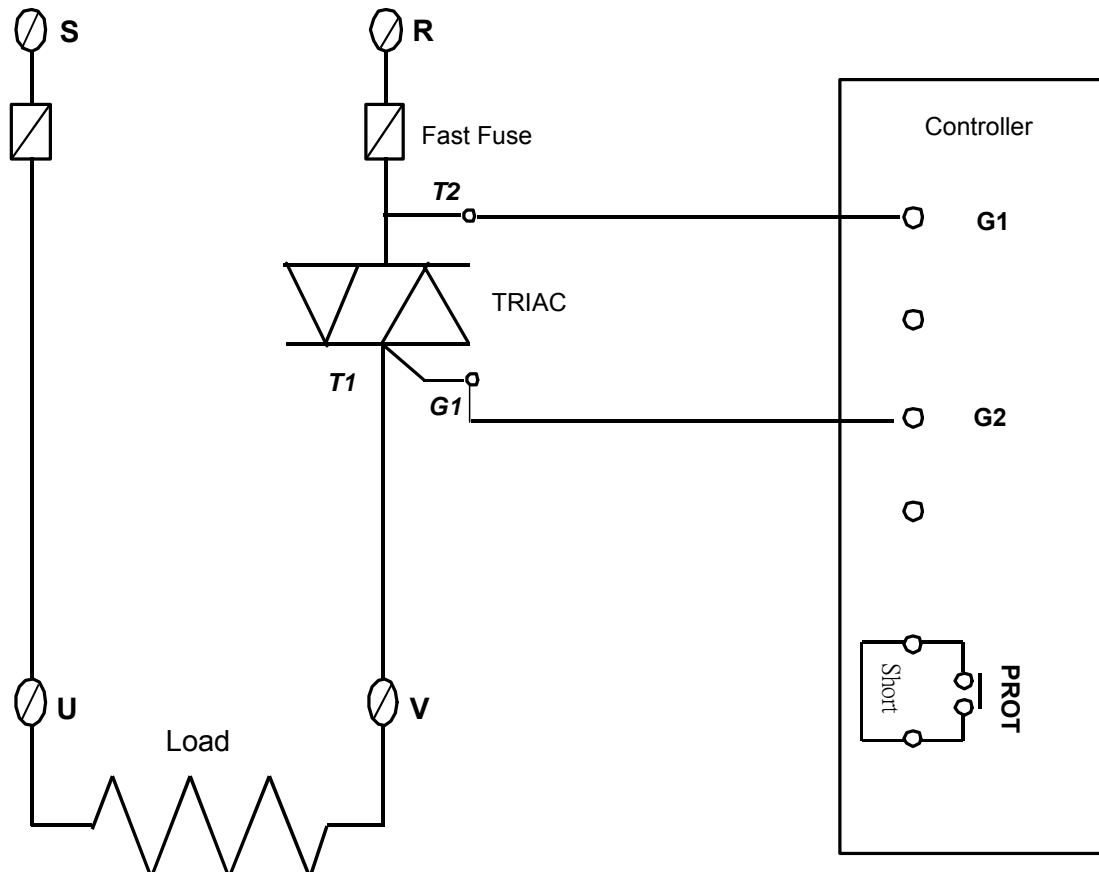 S
R
Fast Fuse
Controller
T2
G1
TRIAC
T1
G1
G2
Short
PROT
U
V
Load